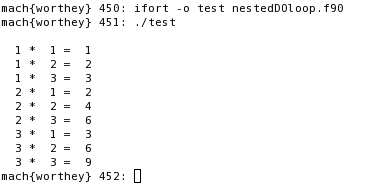 mach{worthey} 450: ifort -o test nestedDOloop.f90
mach{worthey} 451: ./test
1 *  1 =  1
1 *  2 =  2
1 *  3 =  3
2 *  1 =  2
2 *  2 =  4
2 *  3 =  6
3 *  1 =  3
3 *  2 =  6
3 *  3 =  9
mach{worthey} 452: